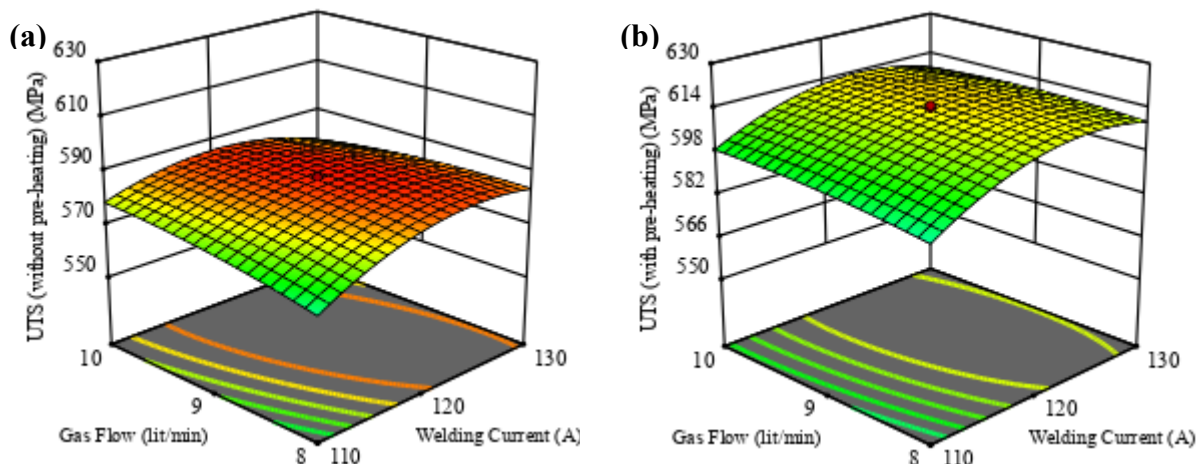 (a)
UTS (without pre-heating) (MPa)
630
610
590
570
550
10
9
8
Gas Flow (lit/min)
110
120
130
Welding Current (A)
(b)
UTS (with pre-heating) (MPa)
630
614
598
582
566
550
10
9
8
Gas Flow (lit/min)
110
120
130
Welding Current (A)